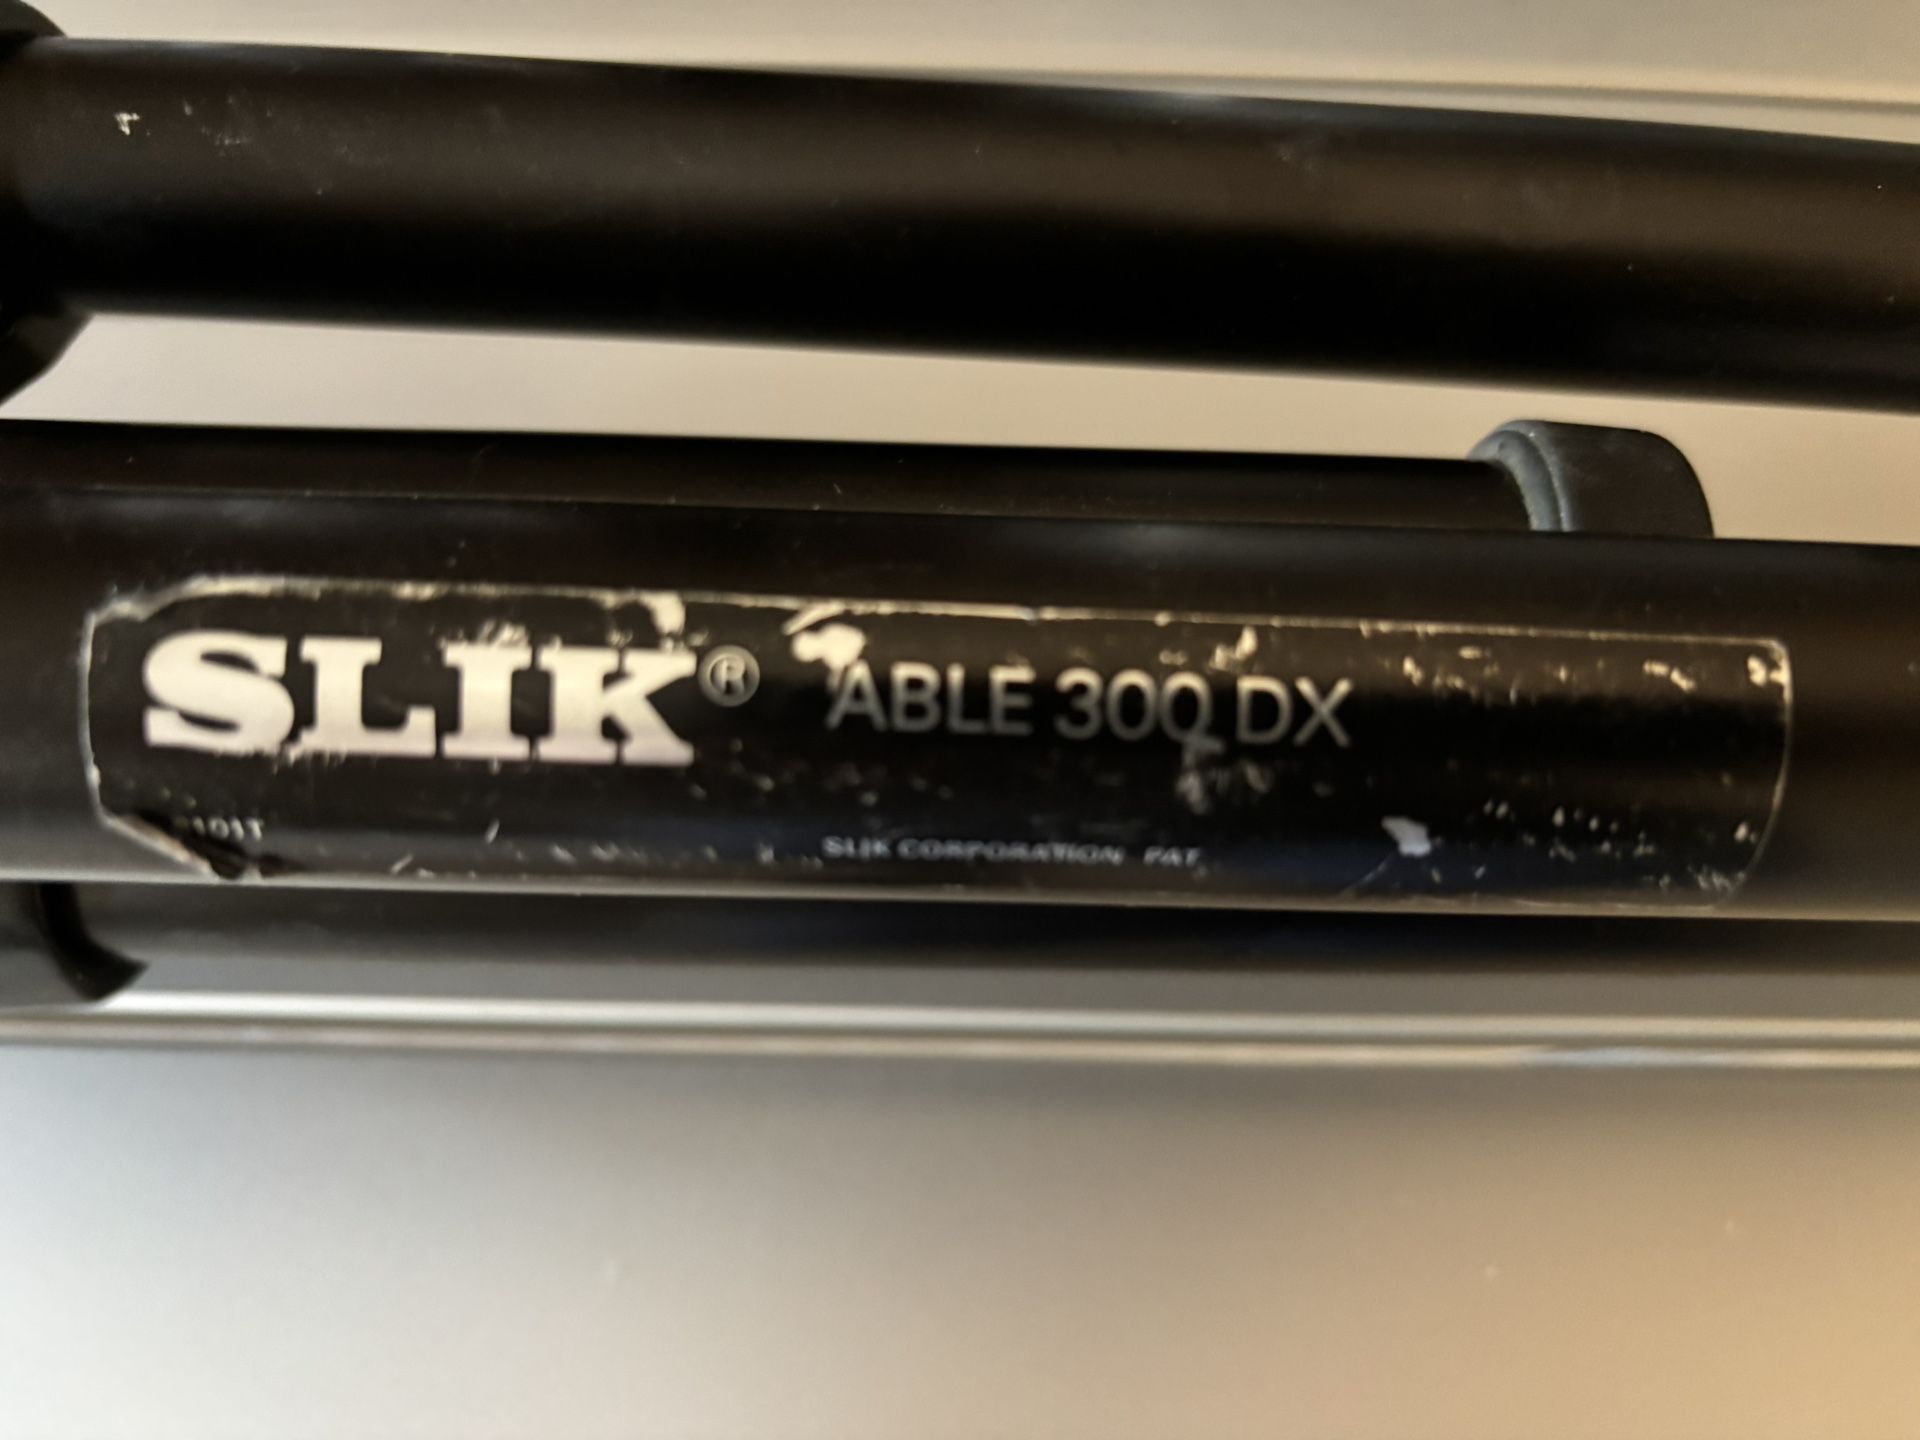 SLIK® ABLE 300 DX
SLIK CORPORATION PAT.